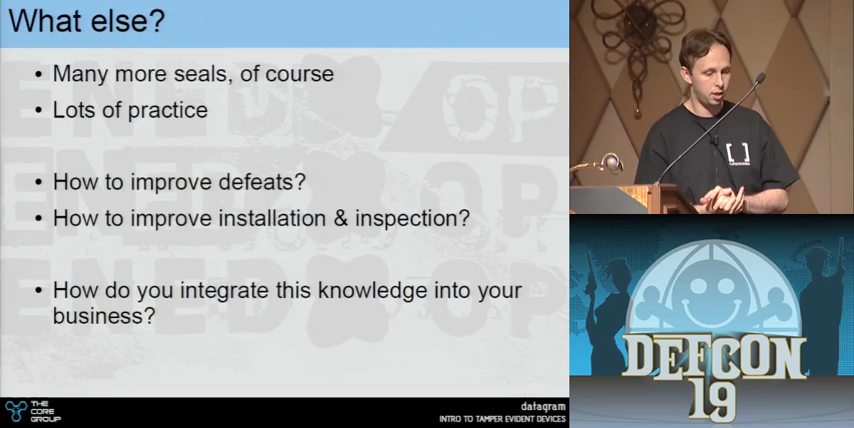 What else?
• Many more seals, of course
• Lots of practice
• How to improve defeats?
• How to improve installation & inspection?
• How do you integrate this knowledge into your
business?
THE
CORE
GROUP
datagram
INTRO TO TAMPER EVIDENT DEVICES
[ ]
DEFCON
19